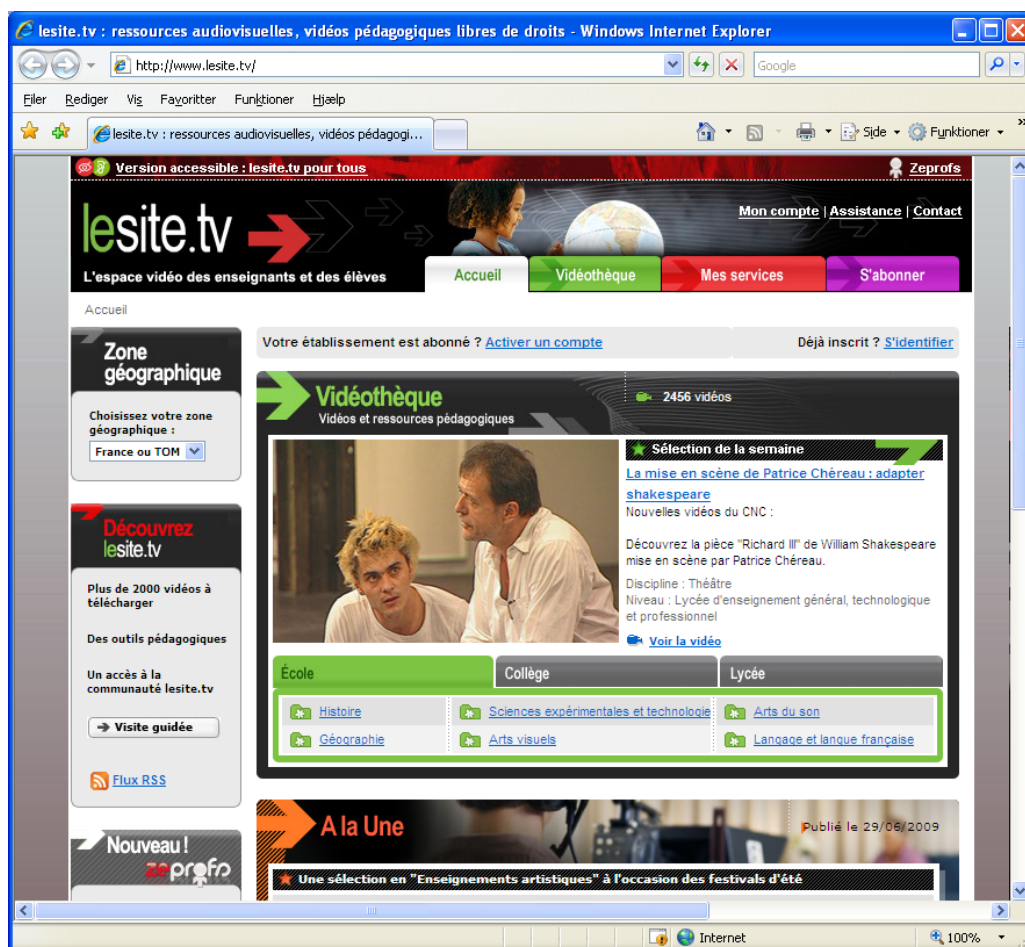 lesite.tv : ressources audiovisuelles, vidéos pédagogiques libres de droits - Windows Internet Explorer
http://www.lesite.tv/
Google
Filer Rediger Vis Favoritter Funktioner Hjælp
lesite.tv : ressources audiovisuelles, vidéos pédagogi...
Side Funktioner »
Version accessible : lesite.tv pour tous
Zeprofs
lesite.tv
Mon compte | Assistance | Contact
L'espace vidéo des enseignants et des élèves
Accueil Vidéothèque Mes services S'abonner
Accueil
Zone
géographique
Choisissez votre zone
géographique :
France ou TOM
Découvrez
lesite.tv
Plus de 2000 vidéos à
télécharger
Des outils pédagogiques
Un accès à la
communauté lesite.tv
Visite guidée
Flux RSS
Nouveau !
zeprofs
Votre établissement est abonné ? Activer un compte
Déjà inscrit ? S'identifier
Vidéothèque
Vidéos et ressources pédagogiques
2456 vidéos
Sélection de la semaine
La mise en scène de Patrice Chéreau : adapter
shakespeare
Nouvelles vidéos du CNC :
Découvrez la pièce "Richard III" de William Shakespeare
mise en scène par Patrice Chéreau.
Discipline : Théâtre
Niveau : Lycée d'enseignement général, technologique
et professionnel
Voir la vidéo
École Collège Lycée
Histoire Sciences expérimentales et technologie Arts du son
Géographie Arts visuels Langage et langue française
A la Une
Publié le 29/06/2009
Une sélection en "Enseignements artistiques" à l'occasion des festivals d'été
Internet
100%